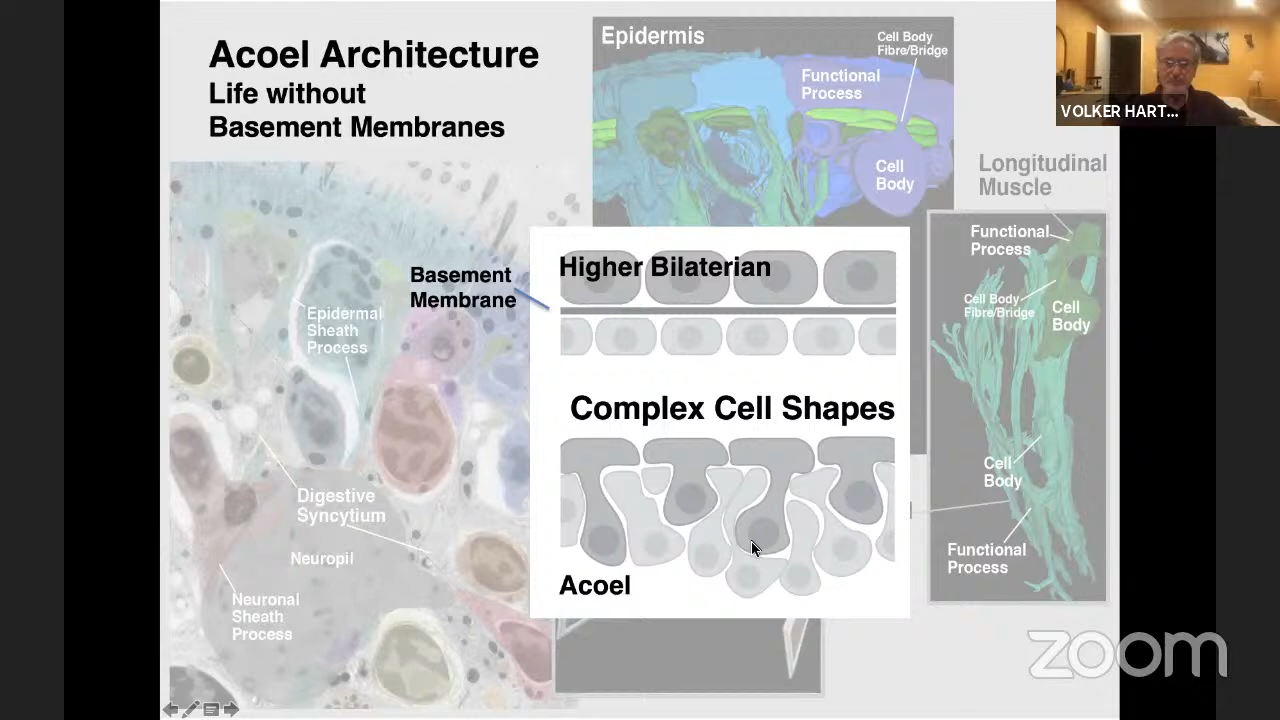 Acoel Architecture
Life without
Basement Membranes
Epidermis
Cell Body
Fibre/Bridge
Functional
Process
Cell
Body
VOLKER HART...
Longitudinal
Muscle
Functional
Process
Cell Body
Fibre/Bridge
Cell
Body
Cell
Body
Functional
Process
Basement
Membrane
Higher Bilaterian
Complex Cell Shapes
Acoel
Epidermal
Sheath
Process
Digestive
Syncytium
Neuropil
Neuronal
Sheath
Process
zoom